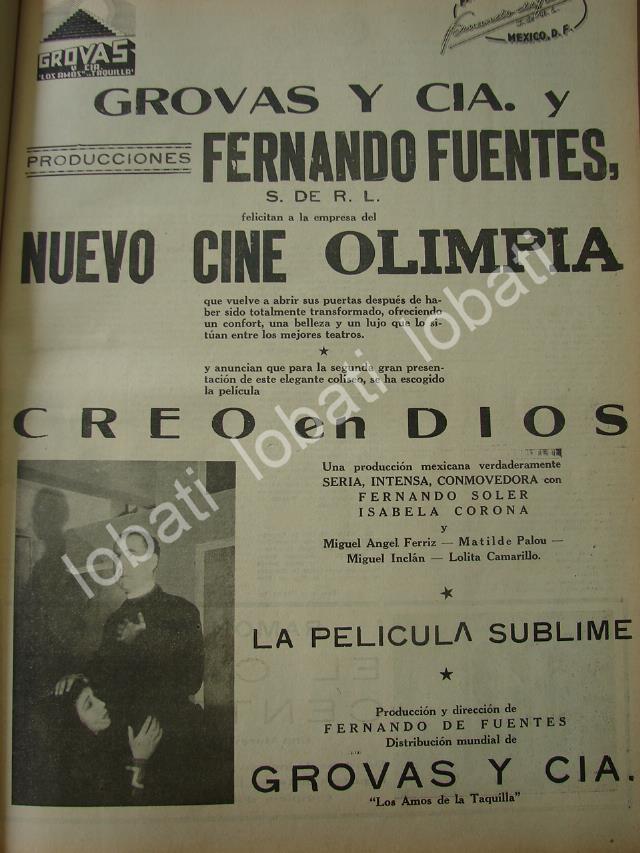 GROVAS
Y CIA.
"LOS AMOS DE LA TAQUILLA"
MEXICO, D. F.
GROVAS Y CIA. y
PRODUCCIONES FERNANDO FUENTES,
S. DE R. L.
felicitan a la empresa del
NUEVO CINE OLIMPIA
que vuelve a abrir sus puertas después de ha-
ber sido totalmente transformado, ofreciendo
un confort, una belleza y un lujo que lo si-
túan entre los mejores teatros.
y anuncian que para la segunda gran presen-
tación de este elegante coliseo, se ha escogido
la película
CREO en DIOS
Una producción mexicana verdaderamente
SERIA, INTENSA, CONMOVEDORA con
FERNANDO SOLER
ISABELA CORONA
y
Miguel Angel Ferriz — Matilde Palou —
Miguel Inclán — Lolita Camarillo.
LA PELICULA SUBLIME
Producción y dirección de
FERNANDO DE FUENTES
Distribución mundial de
GROVAS Y CIA.
"Los Amos de la Taquilla"
lobati lobati lobati lobati